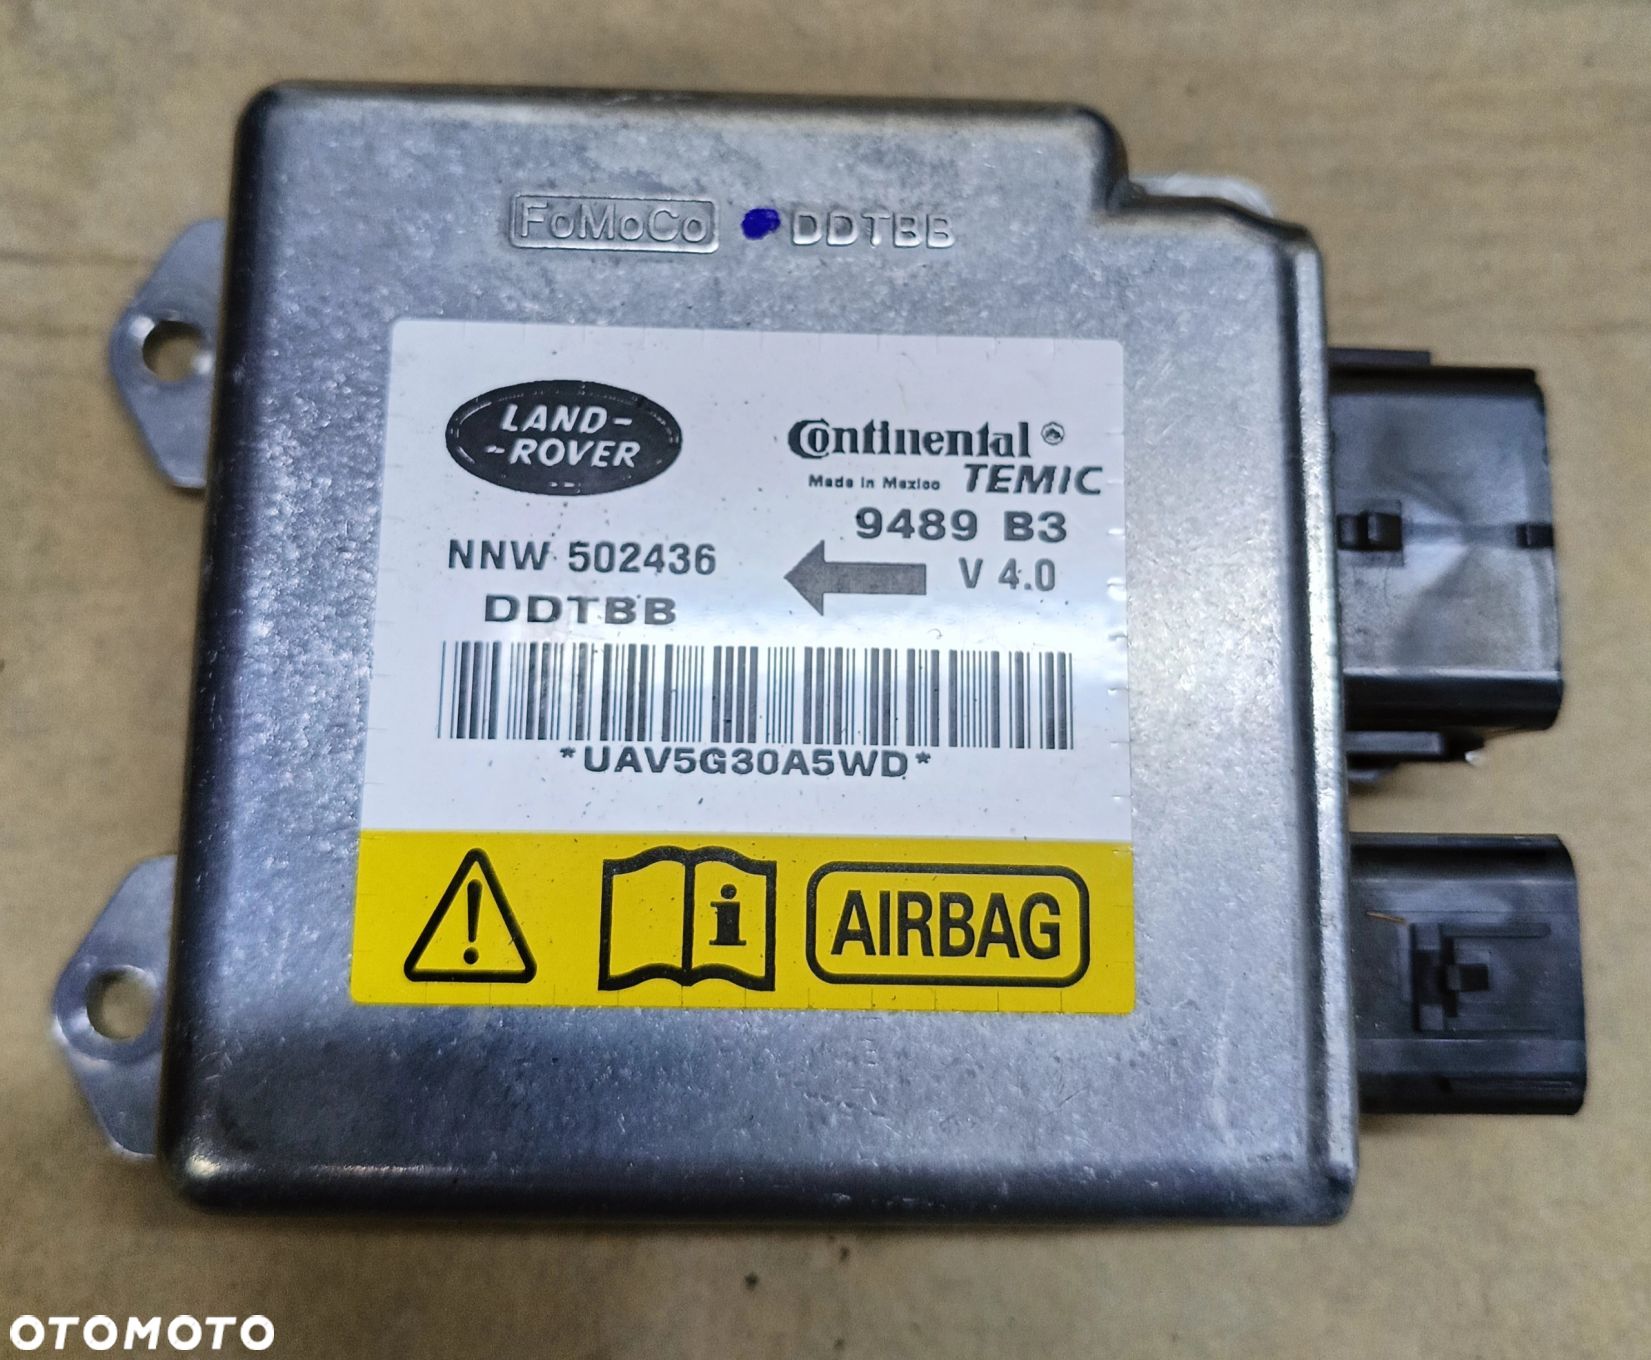 FoMoCo DDTBB
LAND-
-ROVER
Continental
Made in Mexico TEMIC
9489 B3
NNW 502436
V 4.0
DDTBB
*UAV5G30A5WD*
! i AIRBAG
OTOMOTO